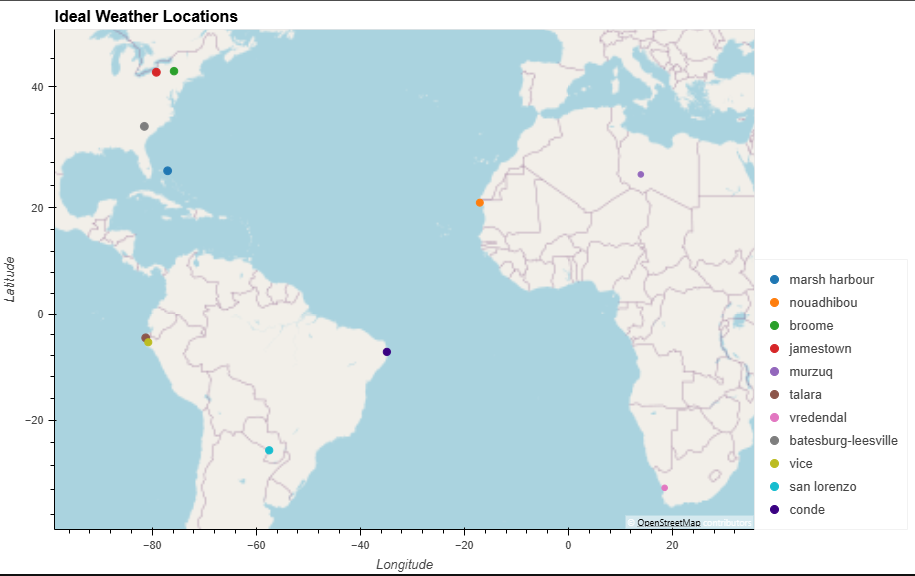 Ideal Weather Locations
40
20
0
−20
Latitude
−80
−60
−40
−20
0
20
Longitude
© OpenStreetMap contributors
marsh harbour
nouadhibou
broome
jamestown
murzuq
talara
vredendal
batesburg-leesville
vice
san lorenzo
conde